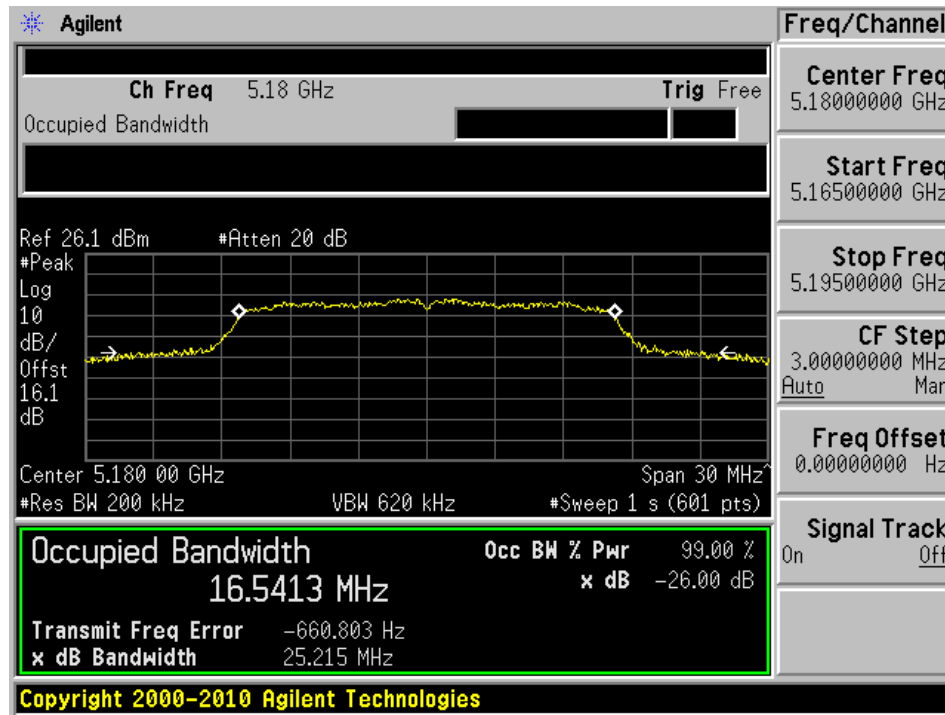 Agilent
Freq/Channel
Ch Freq 5.18 GHz Trig Free
Occupied Bandwidth
Center Freq
5.18000000 GHz
Start Freq
5.16500000 GHz
Stop Freq
5.19500000 GHz
CF Step
3.00000000 MHz
Auto Man
Freq Offset
0.00000000 Hz
Signal Track
On Off
Ref 26.1 dBm #Atten 20 dB
#Peak
Log
10
dB/
Offst
16.1
dB
Center 5.180 00 GHz Span 30 MHz^
#Res BW 200 kHz VBW 620 kHz #Sweep 1 s (601 pts)
Occupied Bandwidth
16.5413 MHz
Occ BW % Pwr 99.00 %
x dB -26.00 dB
Transmit Freq Error -660.803 Hz
x dB Bandwidth 25.215 MHz
Copyright 2000-2010 Agilent Technologies